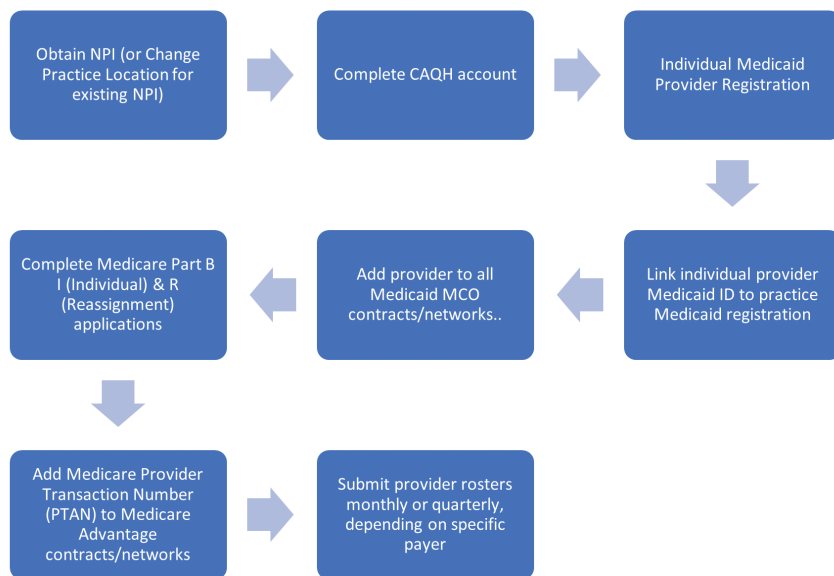 Obtain NPI (or Change
Practice Location for
existing NPI)
Complete CAQH account
Individual Medicaid
Provider Registration
Link individual provider
Medicaid ID to practice
Medicaid registration
Add provider to all
Medicaid MCO
contracts/networks..
Complete Medicare Part B
I (Individual) & R
(Reassignment)
applications
Add Medicare Provider
Transaction Number
(PTAN) to Medicare
Advantage
contracts/networks
Submit provider rosters
monthly or quarterly,
depending on specific
payer